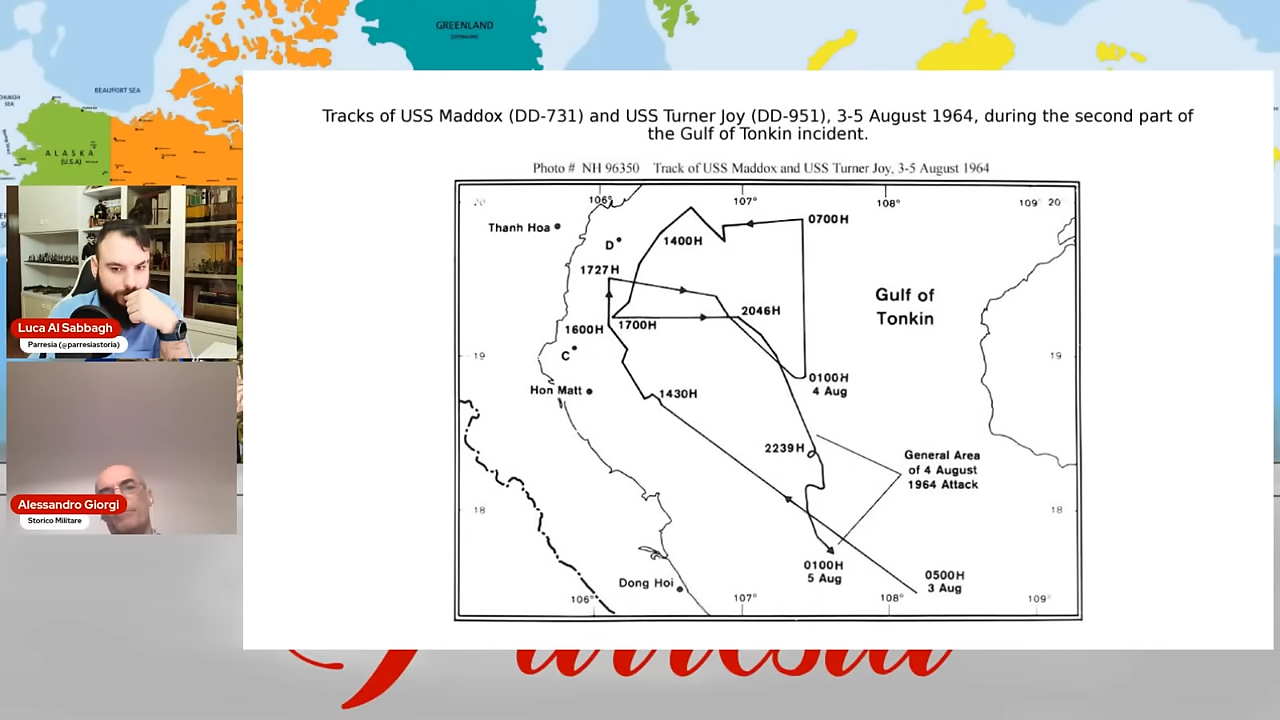 GREENLAND
(DENMARK)
BEAUFORT SEA
ALASKA
(U.S.A)
Tracks of USS Maddox (DD-731) and USS Turner Joy (DD-951), 3-5 August 1964, during the second part of
the Gulf of Tonkin incident.
Photo # NH 96350 Track of USS Maddox and USS Turner Joy, 3-5 August 1964
20 106° 107° 108° 109° 20
Thanh Hoa
D
1400H
0700H
1727H
Gulf of
Tonkin
2046H
1600H
1700H
C
19
19
Hon Matt
1430H
0100H
4 Aug
2239H
General Area
of 4 August
1964 Attack
18
18
0100H
5 Aug
0500H
3 Aug
Dong Hoi
106° 107° 108° 109°
Luca Al Sabbagh
Parresia (@parresiastoria)
Alessandro Giorgi
Storico Militare